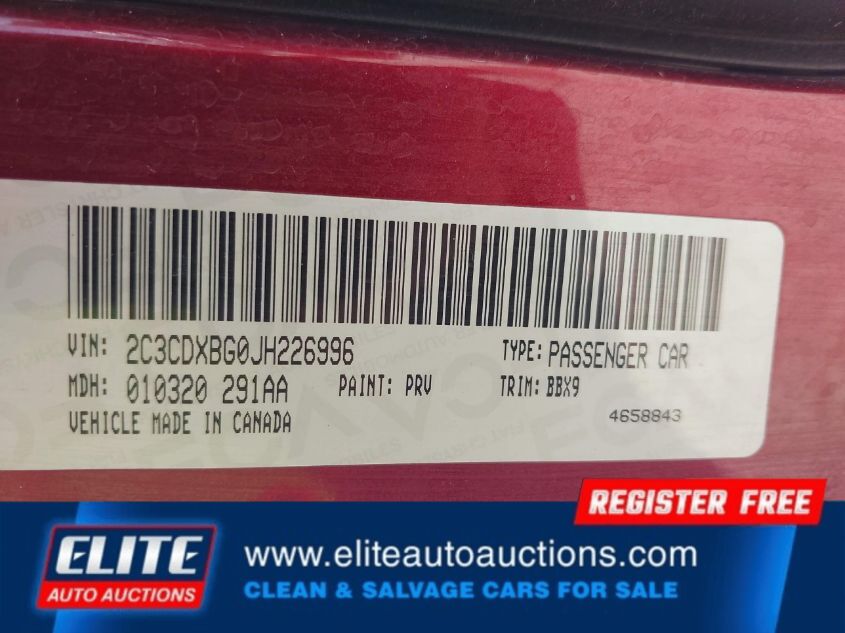 VIN: 2C3CDXBG0JH226996 TYPE: PASSENGER CAR
MDH: 010320 291AA PAINT: PRV TRIM: BBX9
VEHICLE MADE IN CANADA 4658843
REGISTER FREE
ELITE
AUTO AUCTIONS
www.eliteautoauctions.com
CLEAN & SALVAGE CARS FOR SALE